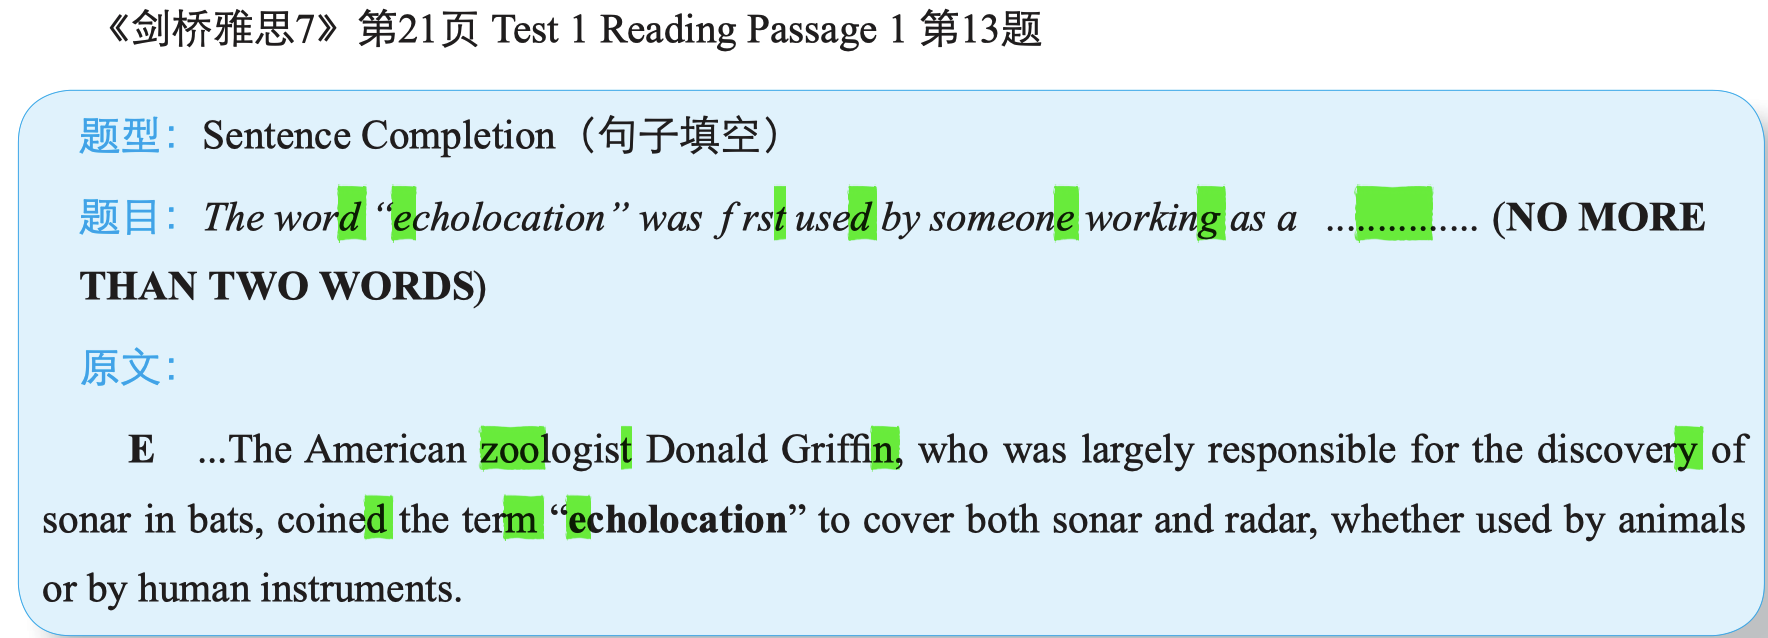 《剑桥雅思7》第21页 Test 1 Reading Passage 1 第13题
题型：Sentence Completion（句子填空）
题目：The word “echolocation” was f rst used by someone working as a ............... (NO MORE
THAN TWO WORDS)
原文：
E ...The American zoologist Donald Griffin, who was largely responsible for the discovery of
sonar in bats, coined the term “echolocation” to cover both sonar and radar, whether used by animals
or by human instruments.